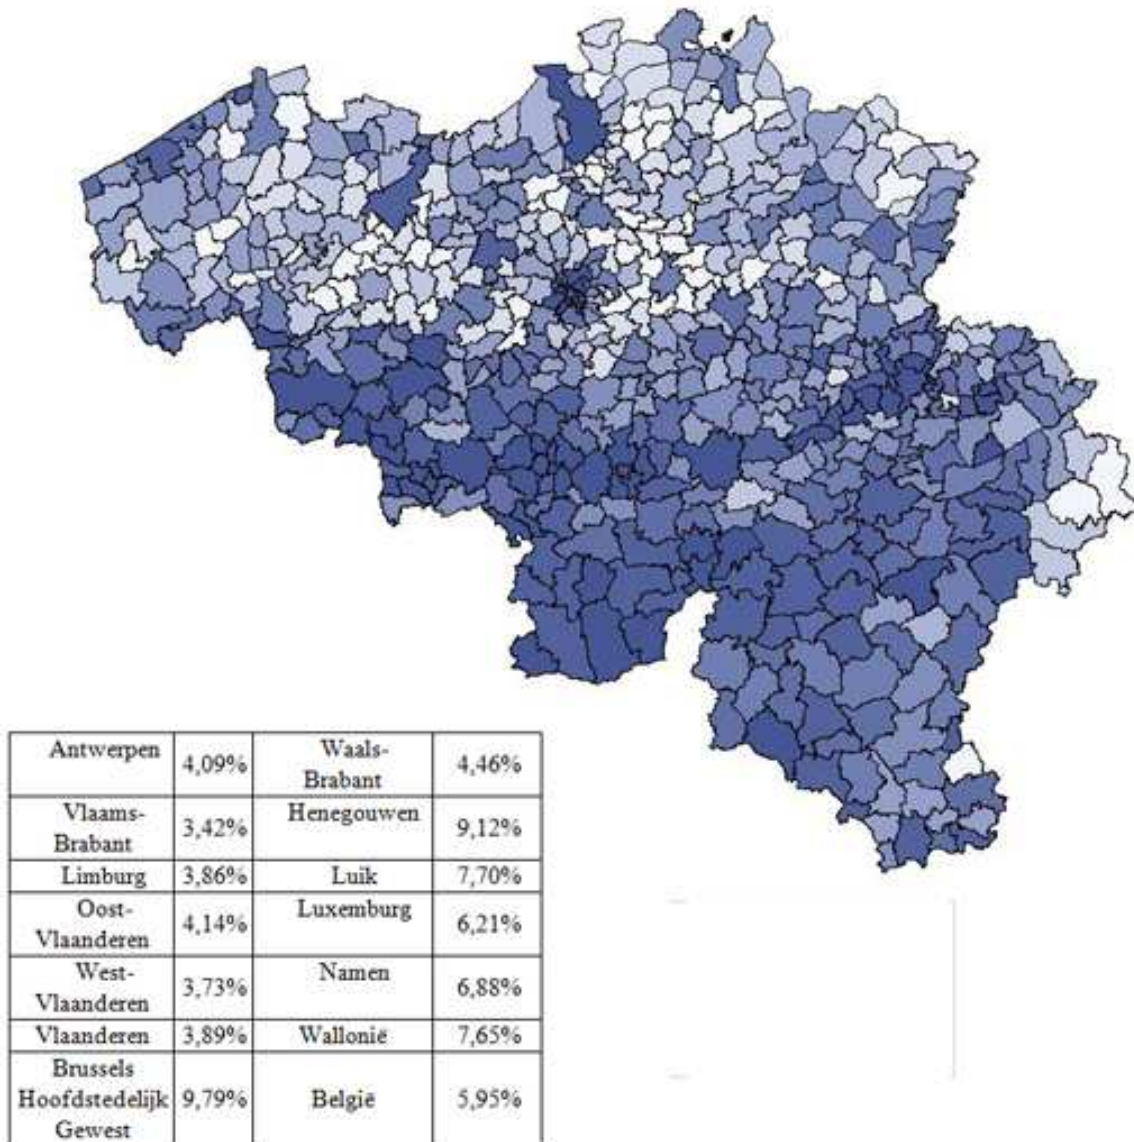 Antwerpen 4,09% Waals-
Brabant 4,46%
Vlaams-
Brabant 3,42% Henegouwen 9,12%
Limburg 3,86% Luik 7,70%
Oost-
Vlaanderen 4,14% Luxemburg 6,21%
West-
Vlaanderen 3,73% Namen 6,88%
Vlaanderen 3,89% Wallonië 7,65%
Brussels
Hoofdstedelijk 9,79% België 5,95%
Gewest